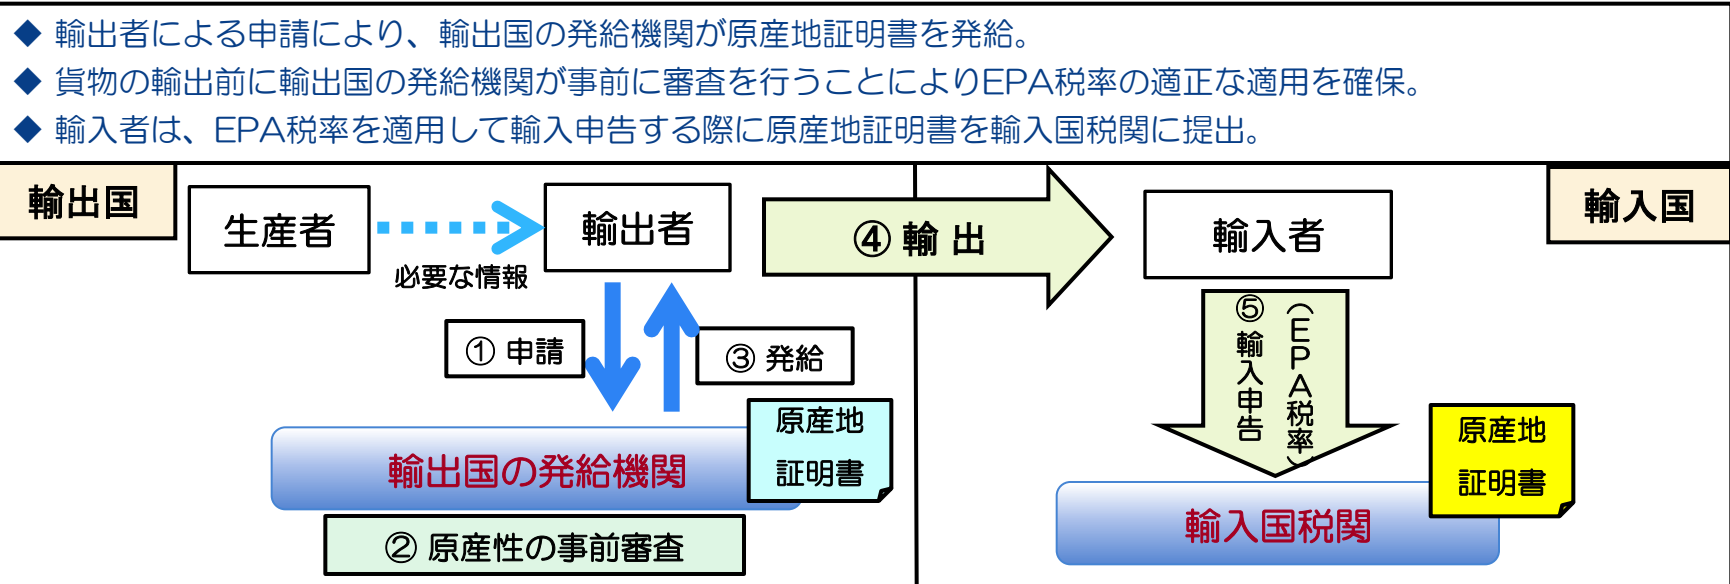 ◆ 輸出者による申請により、輸出国の発給機関が原産地証明書を発給。
◆ 貨物の輸出前に輸出国の発給機関が事前に審査を行うことによりEPA税率の適正な適用を確保。
◆ 輸入者は、EPA税率を適用して輸入申告する際に原産地証明書を輸入国税関に提出。
輸出国
生産者
必要な情報
輸出者
④ 輸 出
輸入者
輸入国
① 申請
③ 発給
⑤ 輸入申告
（EPA税率）
原産地
証明書
輸出国の発給機関
② 原産性の事前審査
原産地
証明書
輸入国税関